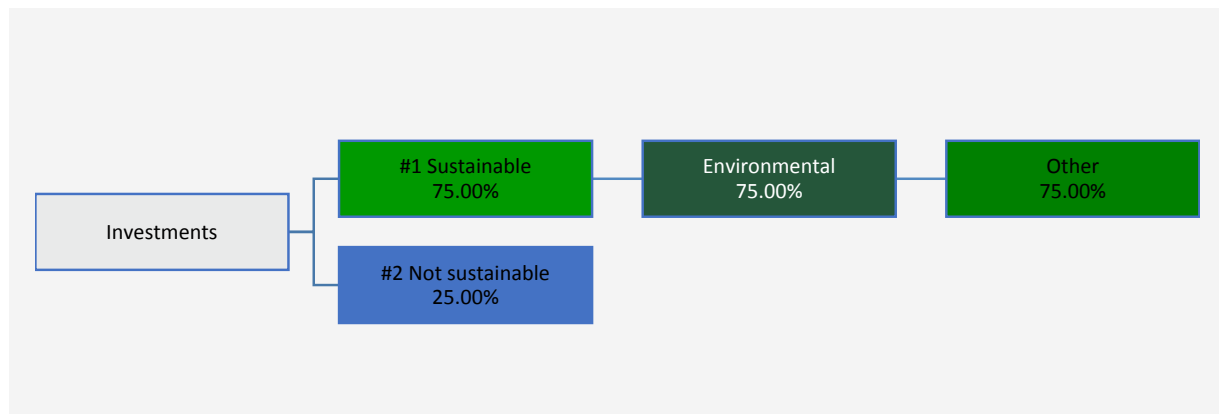 Investments
#1 Sustainable
75.00%
Environmental
75.00%
Other
75.00%
#2 Not sustainable
25.00%